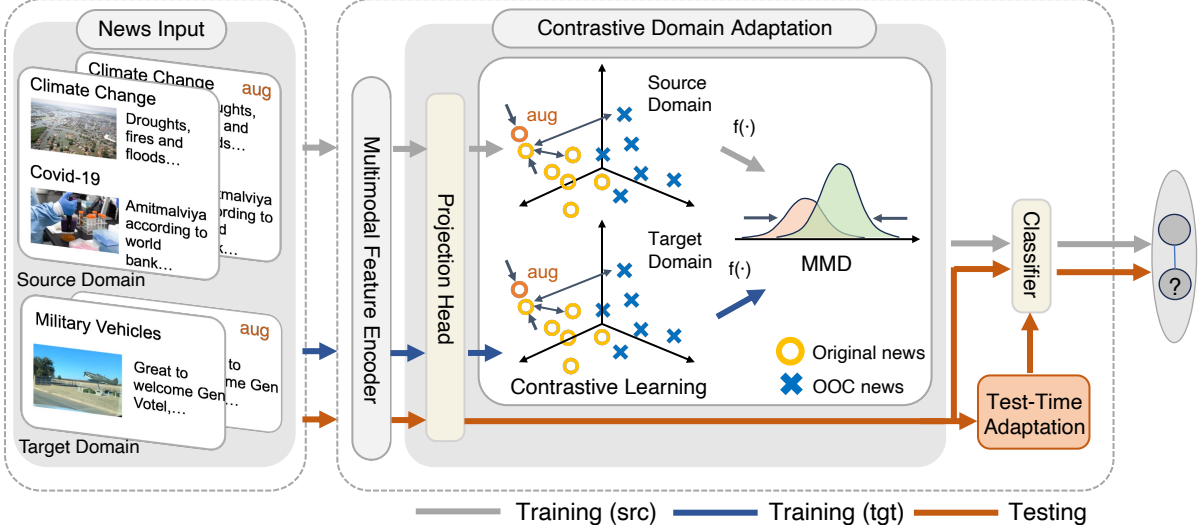 News Input
Climate Change
aug
ughts,
and
ds…
Climate Change
Droughts,
fires and
floods…
Covid-19
Amitmalviya
according to
world
bank…
tmalviya
ording to
d
k…
Source Domain
aug
Military Vehicles
Great to
welcome Gen
Votel,…
to
me Gen
…
Target Domain
Multimodal Feature Encoder
Contrastive Domain Adaptation
Projection Head
aug
Source
Domain
f(·)
aug
Target
Domain
f(·)
Contrastive Learning
MMD
Original news
OOC news
Classifier
Test-Time
Adaptation
?
Training (src)
Training (tgt)
Testing